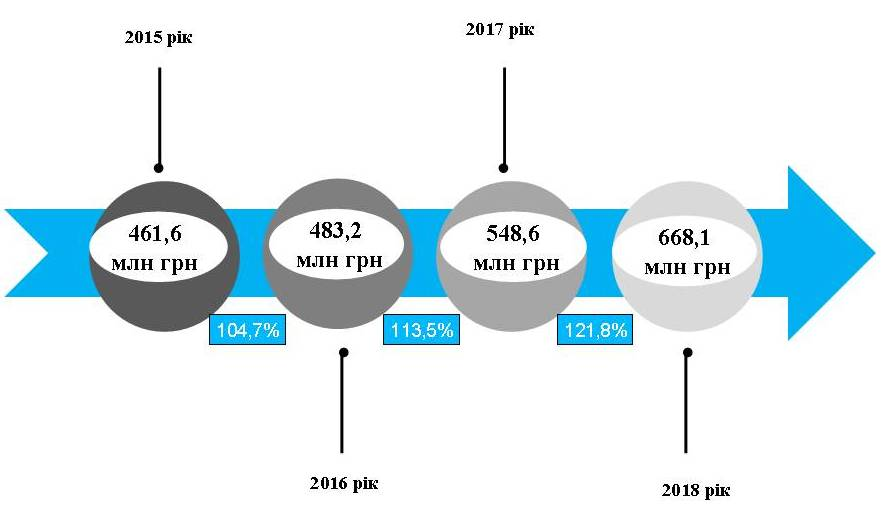 2015 рік
2017 рік
461,6
млн грн
483,2
млн грн
548,6
млн грн
668,1
млн грн
104,7%
113,5%
121,8%
2016 рік
2018 рік